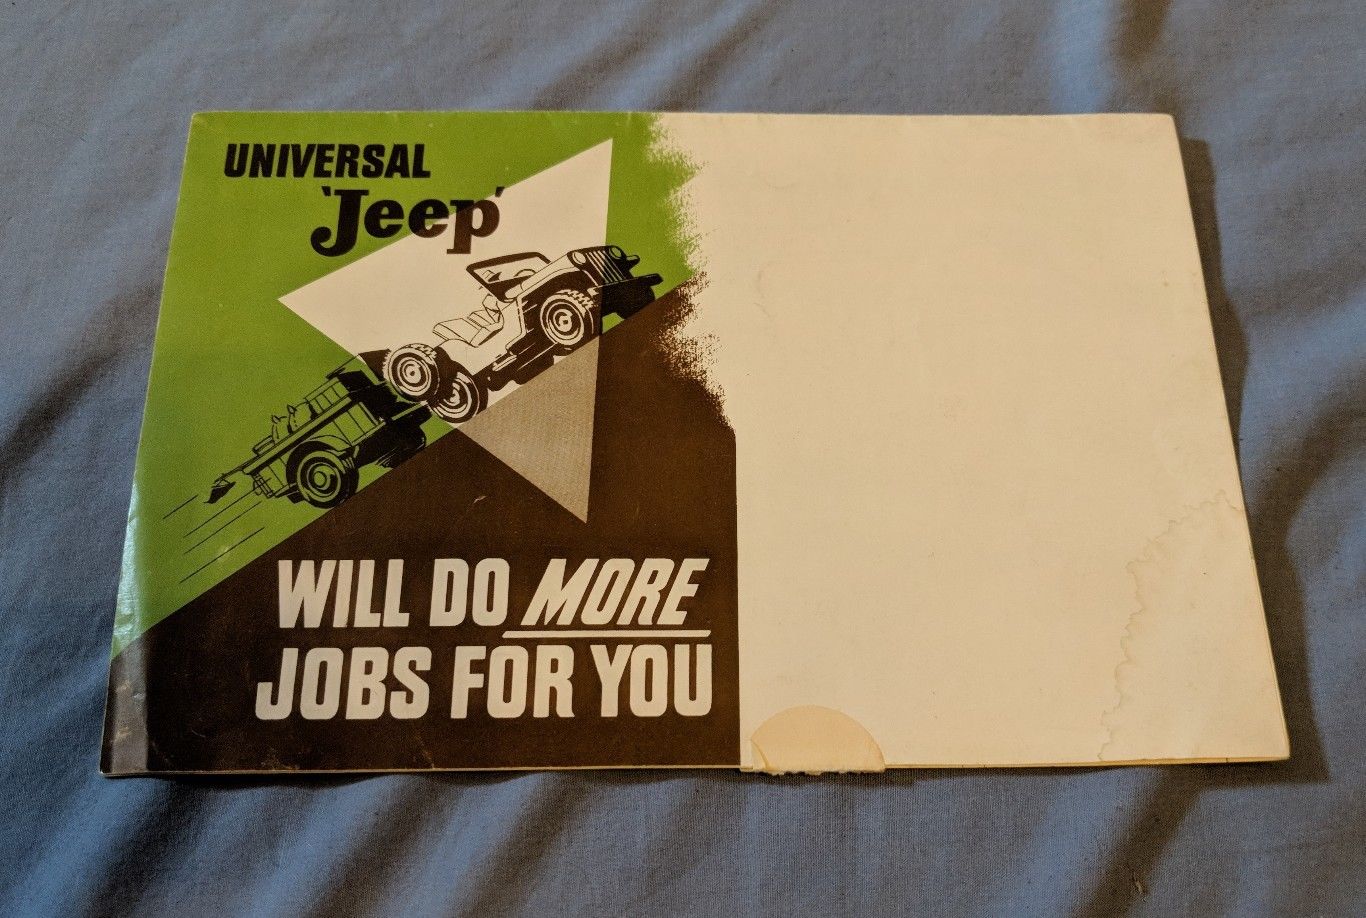 UNIVERSAL
'Jeep'
WILL DO MORE
JOBS FOR YOU